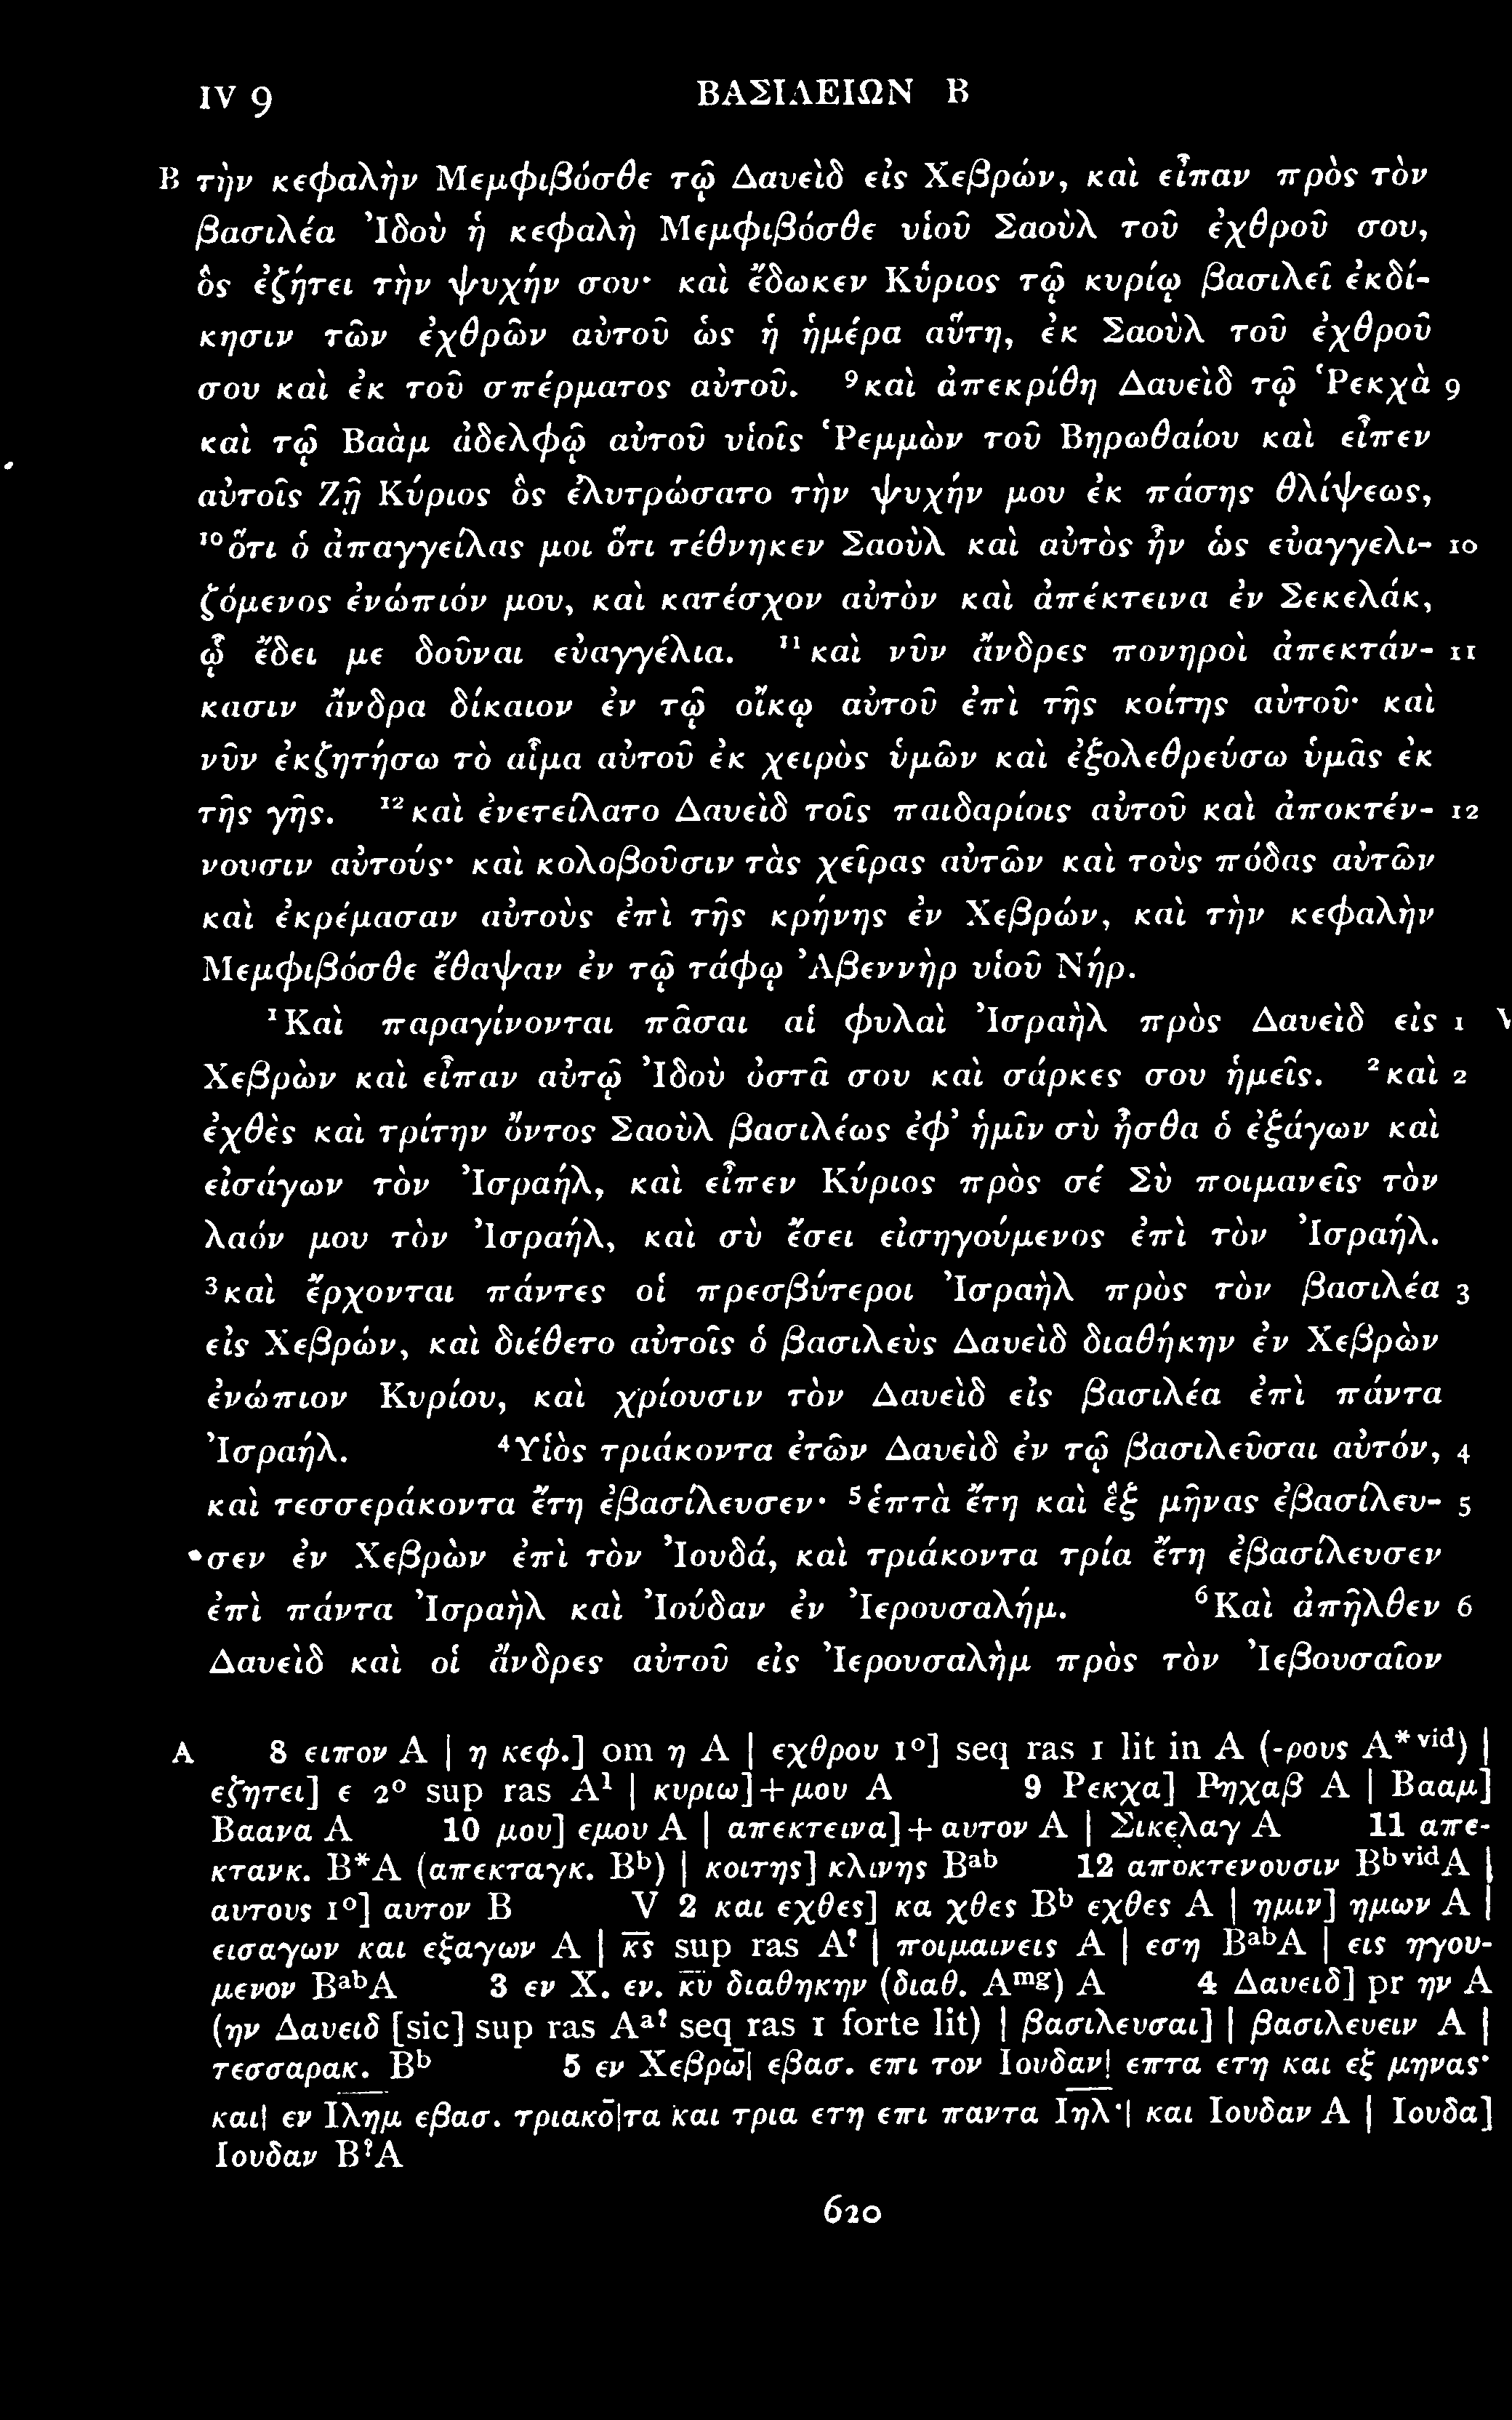 IV 9 ΒΑΣΙΛΕΙΩΝ Β
B τὴν κεφαλὴν Μεμφιβόσθε τῷ Δαυεὶδ εἰς Χεβρών, καὶ εἶπαν πρὸς τὸν
βασιλέα Ἰδοὺ ἡ κεφαλὴ Μεμφιβόσθε υἱοῦ Σαοὺλ τοῦ ἐχθροῦ σου,
ὃς ἐζήτει τὴν ψυχήν σου· καὶ ἔδωκεν Κύριος τῷ κυρίῳ βασιλεῖ ἐκδί-
κησιν τῶν ἐχθρῶν αὐτοῦ ὡς ἡ ἡμέρα αὕτη, ἐκ Σαοὺλ τοῦ ἐχθροῦ
σου καὶ ἐκ τοῦ σπέρματος αὐτοῦ. ⁹καὶ ἀπεκρίθη Δαυεὶδ τῷ Ῥεκχὰ 9
καὶ τῷ Βαὰμ ἀδελφῷ αὐτοῦ υἱοῖς Ῥεμμὼν τοῦ Βηρωθαίου καὶ εἶπεν
αὐτοῖς Ζῇ Κύριος ὃς ἐλυτρώσατο τὴν ψυχήν μου ἐκ πάσης θλίψεως,
¹⁰ὅτι ὁ ἀπαγγείλας μοι ὅτι τέθνηκεν Σαοὺλ καὶ αὐτὸς ἦν ὡς εὐαγγελι- 10
ζόμενος ἐνώπιόν μου, καὶ κατέσχον αὐτὸν καὶ ἀπέκτεινα ἐν Σεκελάκ,
ᾧ ἔδει με δοῦναι εὐαγγέλια. ¹¹καὶ νῦν ἄνδρες πονηροὶ ἀπεκτάν- 11
κασιν ἄνδρα δίκαιον ἐν τῷ οἴκῳ αὐτοῦ ἐπὶ τῆς κοίτης αὐτοῦ· καὶ
νῦν ἐκζητήσω τὸ αἷμα αὐτοῦ ἐκ χειρὸς ὑμῶν καὶ ἐξολεθρεύσω ὑμᾶς ἐκ
τῆς γῆς. ¹²καὶ ἐνετείλατο Δαυεὶδ τοῖς παιδαρίοις αὐτοῦ καὶ ἀποκτέν- 12
νουσιν αὐτούς· καὶ κολοβοῦσιν τὰς χεῖρας αὐτῶν καὶ τοὺς πόδας αὐτῶν
καὶ ἐκρέμασαν αὐτοὺς ἐπὶ τῆς κρήνης ἐν Χεβρών, καὶ τὴν κεφαλὴν
Μεμφιβόσθε ἔθαψαν ἐν τῷ τάφῳ Ἀβεννὴρ υἱοῦ Νήρ.
¹Καὶ παραγίνονται πᾶσαι αἱ φυλαὶ Ἰσραὴλ πρὸς Δαυεὶδ εἰς 1 V
Χεβρὼν καὶ εἶπαν αὐτῷ Ἰδοὺ ὀστᾶ σου καὶ σάρκες σου ἡμεῖς. ²καὶ 2
ἐχθὲς καὶ τρίτην ὄντος Σαοὺλ βασιλέως ἐφ’ ἡμῖν σὺ ἦσθα ὁ ἐξάγων καὶ
εἰσάγων τὸν Ἰσραήλ, καὶ εἶπεν Κύριος πρὸς σέ Σὺ ποιμανεῖς τὸν
λαόν μου τὸν Ἰσραήλ, καὶ σὺ ἔσει εἰσηγούμενος ἐπὶ τὸν Ἰσραήλ.
³καὶ ἔρχονται πάντες οἱ πρεσβύτεροι Ἰσραὴλ πρὸς τὸν βασιλέα 3
εἰς Χεβρών, καὶ διέθετο αὐτοῖς ὁ βασιλεὺς Δαυεὶδ διαθήκην ἐν Χεβρὼν
ἐνώπιον Κυρίου, καὶ χρίουσιν τὸν Δαυεὶδ εἰς βασιλέα ἐπὶ πάντα
Ἰσραήλ. ⁴Υἱὸς τριάκοντα ἐτῶν Δαυεὶδ ἐν τῷ βασιλεῦσαι αὐτόν, 4
καὶ τεσσεράκοντα ἔτη ἐβασίλευσεν· ⁵ἑπτὰ ἔτη καὶ ἓξ μῆνας ἐβασίλευ- 5
σεν ἐν Χεβρὼν ἐπὶ τὸν Ἰουδά, καὶ τριάκοντα τρία ἔτη ἐβασίλευσεν
ἐπὶ πάντα Ἰσραὴλ καὶ Ἰούδαν ἐν Ἰερουσαλήμ. ⁶Καὶ ἀπῆλθεν 6
Δαυεὶδ καὶ οἱ ἄνδρες αὐτοῦ εἰς Ἰερουσαλὴμ πρὸς τὸν Ἰεβουσαῖον
A 8 ειπον A | η κεφ.] om η A | εχθρου 1°] seq ras 1 lit in A (-ρους A*ᵛⁱᵈ) |
εζητει] ε 2° sup ras A¹ | κυριω]+μου A 9 Ρεκχα] Ρηχαβ A | Βααμ]
Βαανα A 10 μου] εμου A | απεκτεινα]+αυτον A | Σικελαγ A 11 απε-
κτανκ. B*A (απεκταγκ. Bᵇ) | κοιτης] κλινης Bᵃᵇ 12 αποκτενουσιν BᵇᵛⁱᵈA |
αυτους 1°] αυτον B V 2 και εχθες] κα χθες Bᵇ εχθες A | ημιν] ημων A |
εισαγων και εξαγων A | κ̅ς̅ sup ras A? | ποιμαινεις A | εση BᵃᵇA | εις ηγου-
μενον BᵃᵇA 3 εν Χ. εν. κ̅υ̅ διαθηκην (διαθ. Aᵐᵍ) A 4 Δαυειδ] pr ην A
(ην Δαυειδ [sic] sup ras Aᵃ? seq ras 1 forte lit) | βασιλευσαι] | βασιλευειν A |
τεσσαρακ. Bᵇ 5 εν Χεβρω̅| εβασ. επι τον Ιουδαν| επτα ετη και εξ μηνας·
και| εν Ι̅λ̅η̅μ̅ εβασ. τριακο̅|τα και τρια ετη επι παντα Ι̅η̅λ̅·| και Ιουδαν A | Ιουδα]
Ιουδαν B?A
620